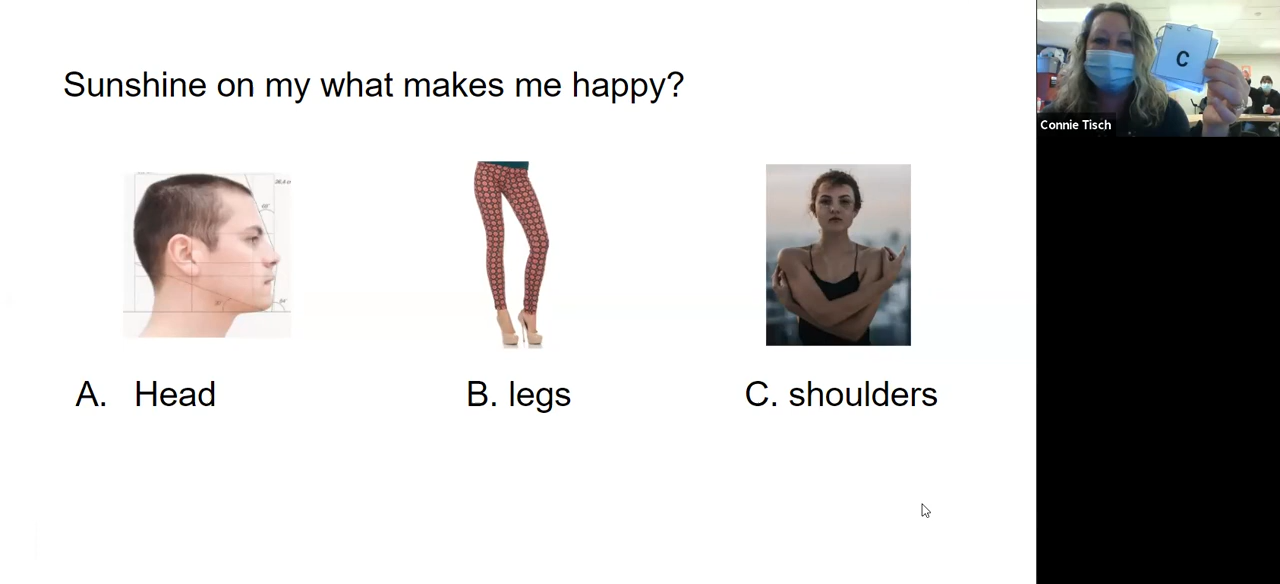 Sunshine on my what makes me happy?
A. Head
B. legs
C. shoulders
C
Connie Tisch